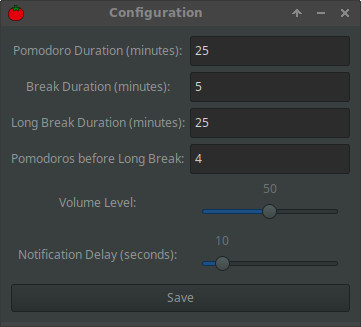 Configuration
Pomodoro Duration (minutes): 25
Break Duration (minutes): 5
Long Break Duration (minutes): 25
Pomodoros before Long Break: 4
50
Volume Level:
10
Notification Delay (seconds):
Save